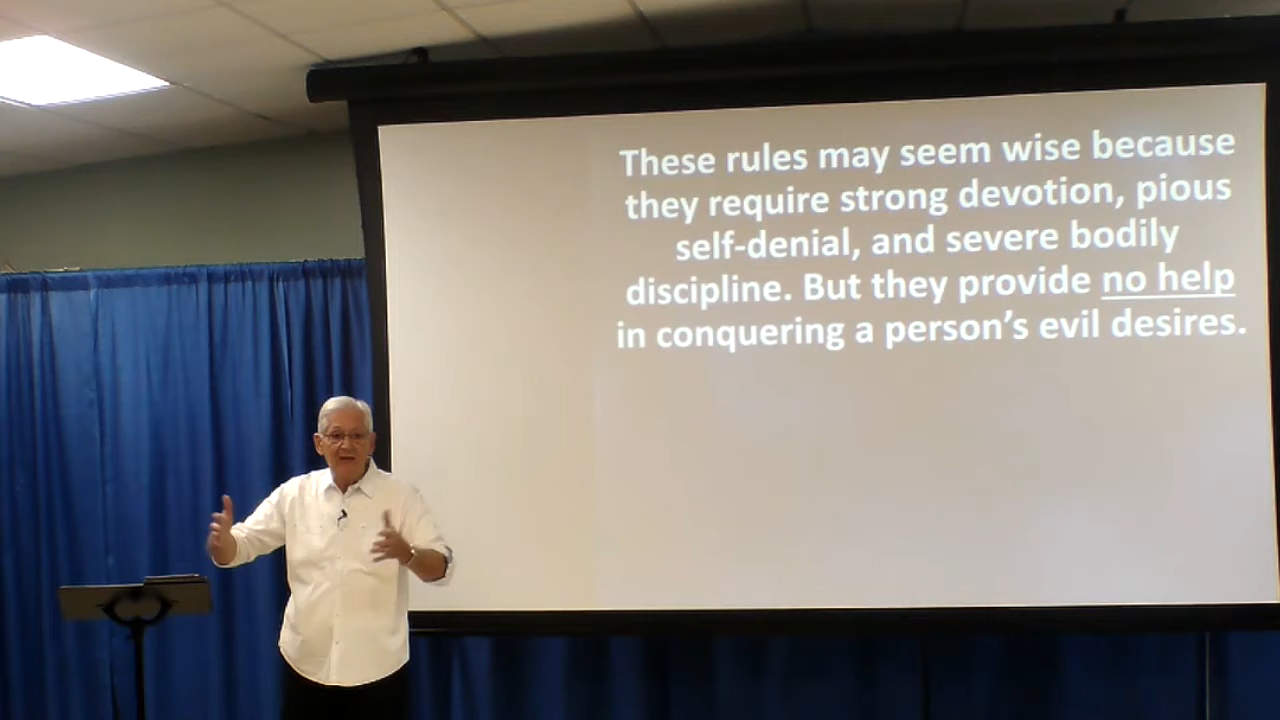 These rules may seem wise because
they require strong devotion, pious
self-denial, and severe bodily
discipline. But they provide no help
in conquering a person’s evil desires.